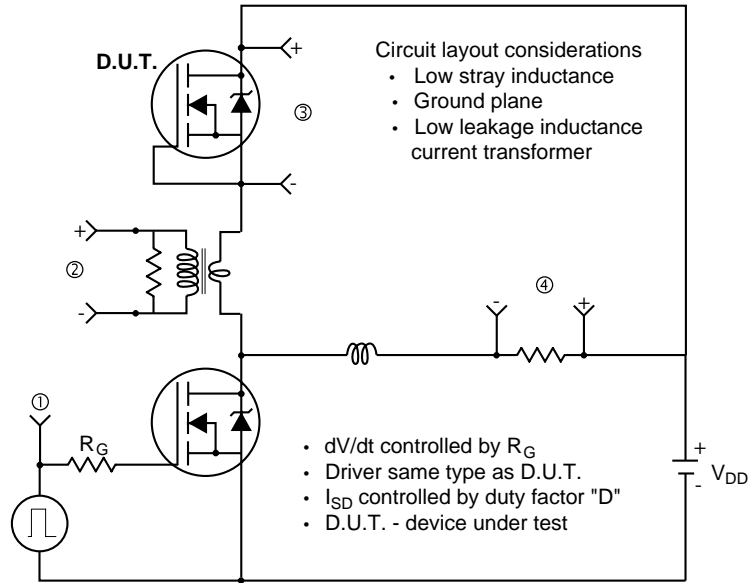 D.U.T.
+
-
③
Circuit layout considerations
• Low stray inductance
• Ground plane
• Low leakage inductance
current transformer
+
②
-
-
④
+
①
R_G
• dV/dt controlled by R_G
• Driver same type as D.U.T.
• I_SD controlled by duty factor "D"
• D.U.T. - device under test
+
-
V_DD